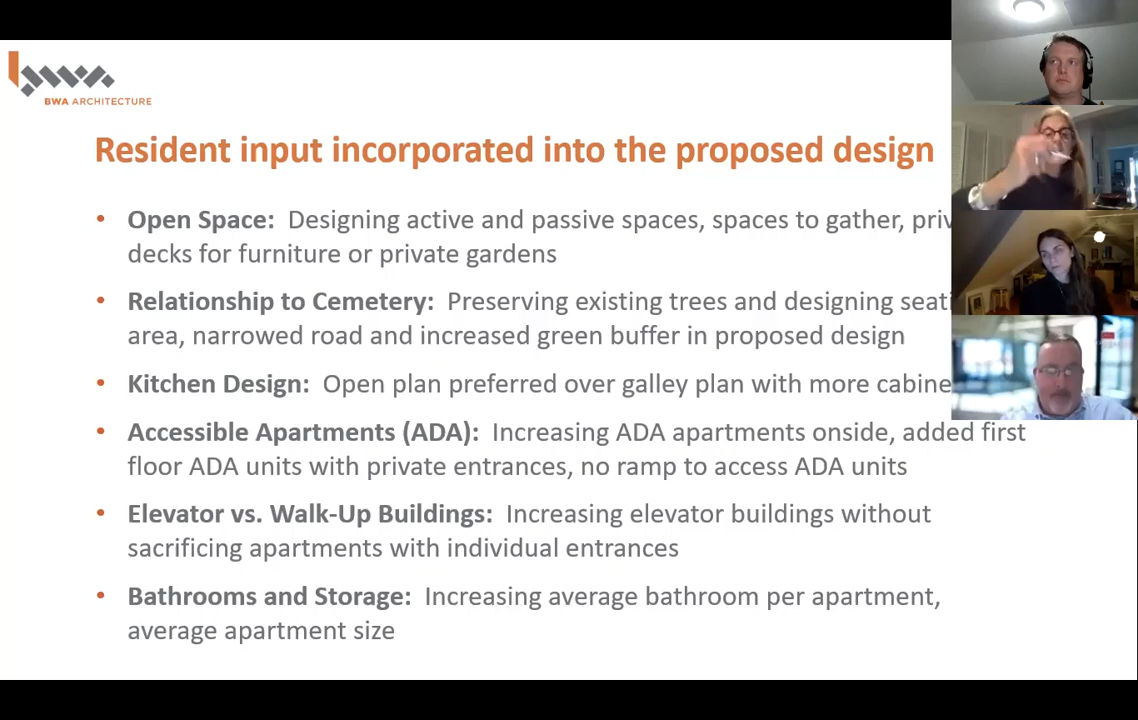 BWA ARCHITECTURE
Resident input incorporated into the proposed design
• Open Space: Designing active and passive spaces, spaces to gather,
decks for furniture or private gardens
• Relationship to Cemetery: Preserving existing trees and designing
area, narrowed road and increased green buffer in proposed design
• Kitchen Design: Open plan preferred over galley plan with more
• Accessible Apartments (ADA): Increasing ADA apartments onside, added first
floor ADA units with private entrances, no ramp to access ADA units
• Elevator vs. Walk-Up Buildings: Increasing elevator buildings without
sacrificing apartments with individual entrances
• Bathrooms and Storage: Increasing average bathroom per apartment,
average apartment size